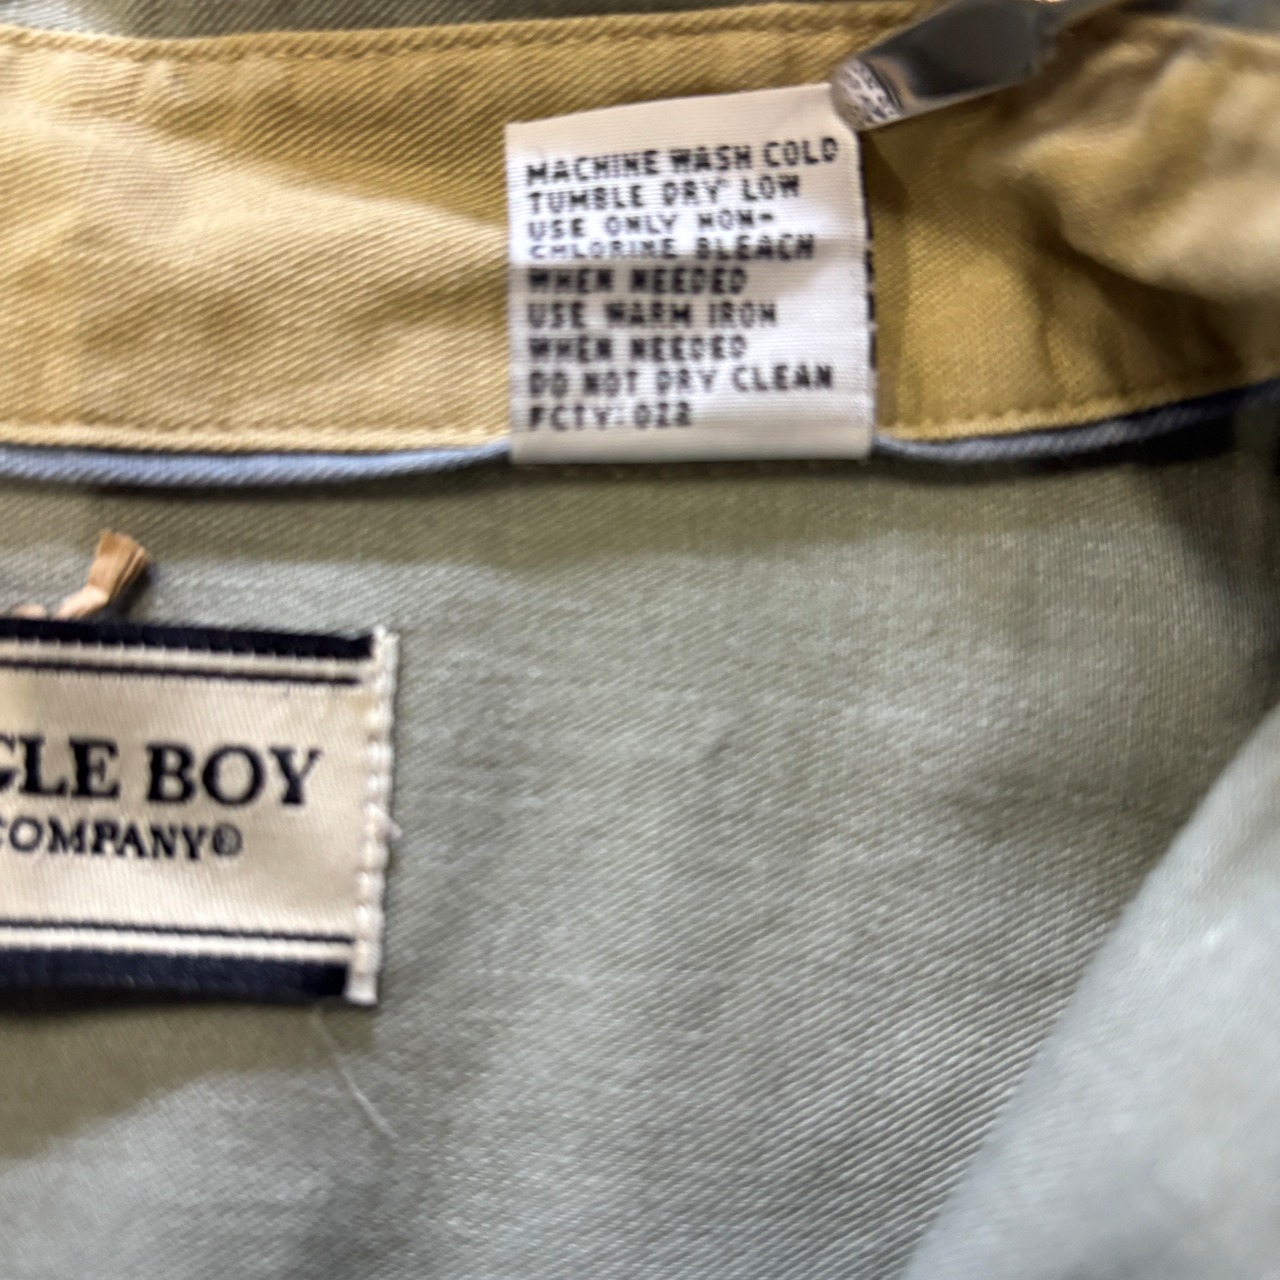 MACHINE WASH COLD
TUMBLE DRY LOW
USE ONLY NON-
CHLORINE BLEACH
WHEN NEEDED
USE WARM IRON
WHEN NEEDED
DO NOT DRY CLEAN
FCTY: 022
GLE BOY
COMPANY©